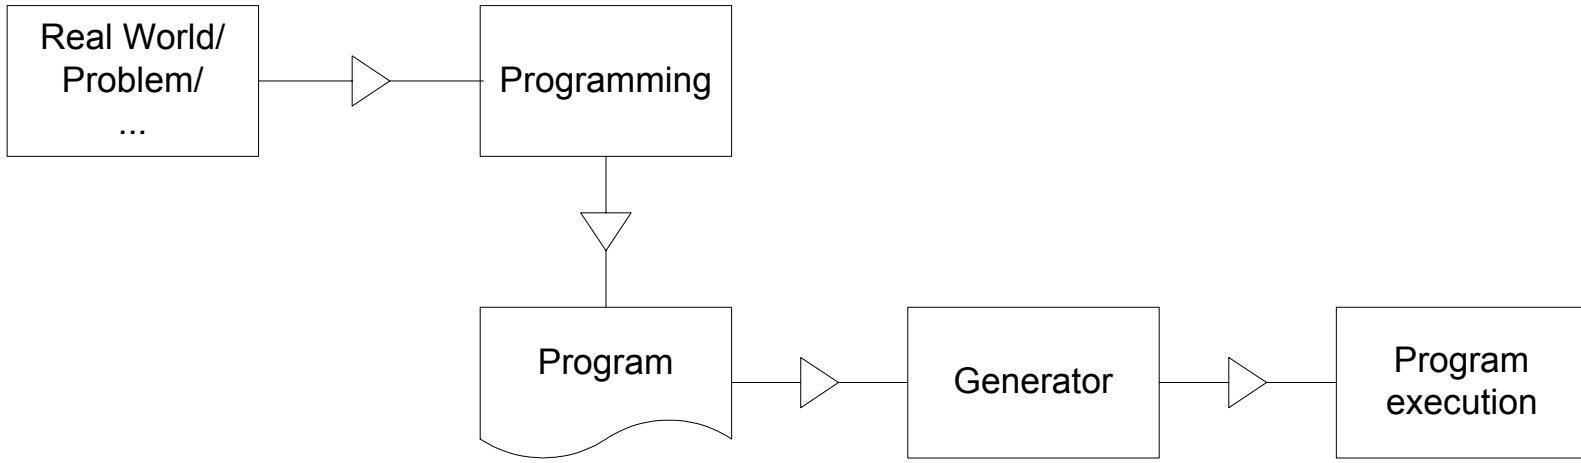 Real World/
Problem/
...
Programming
Program
Generator
Program
execution